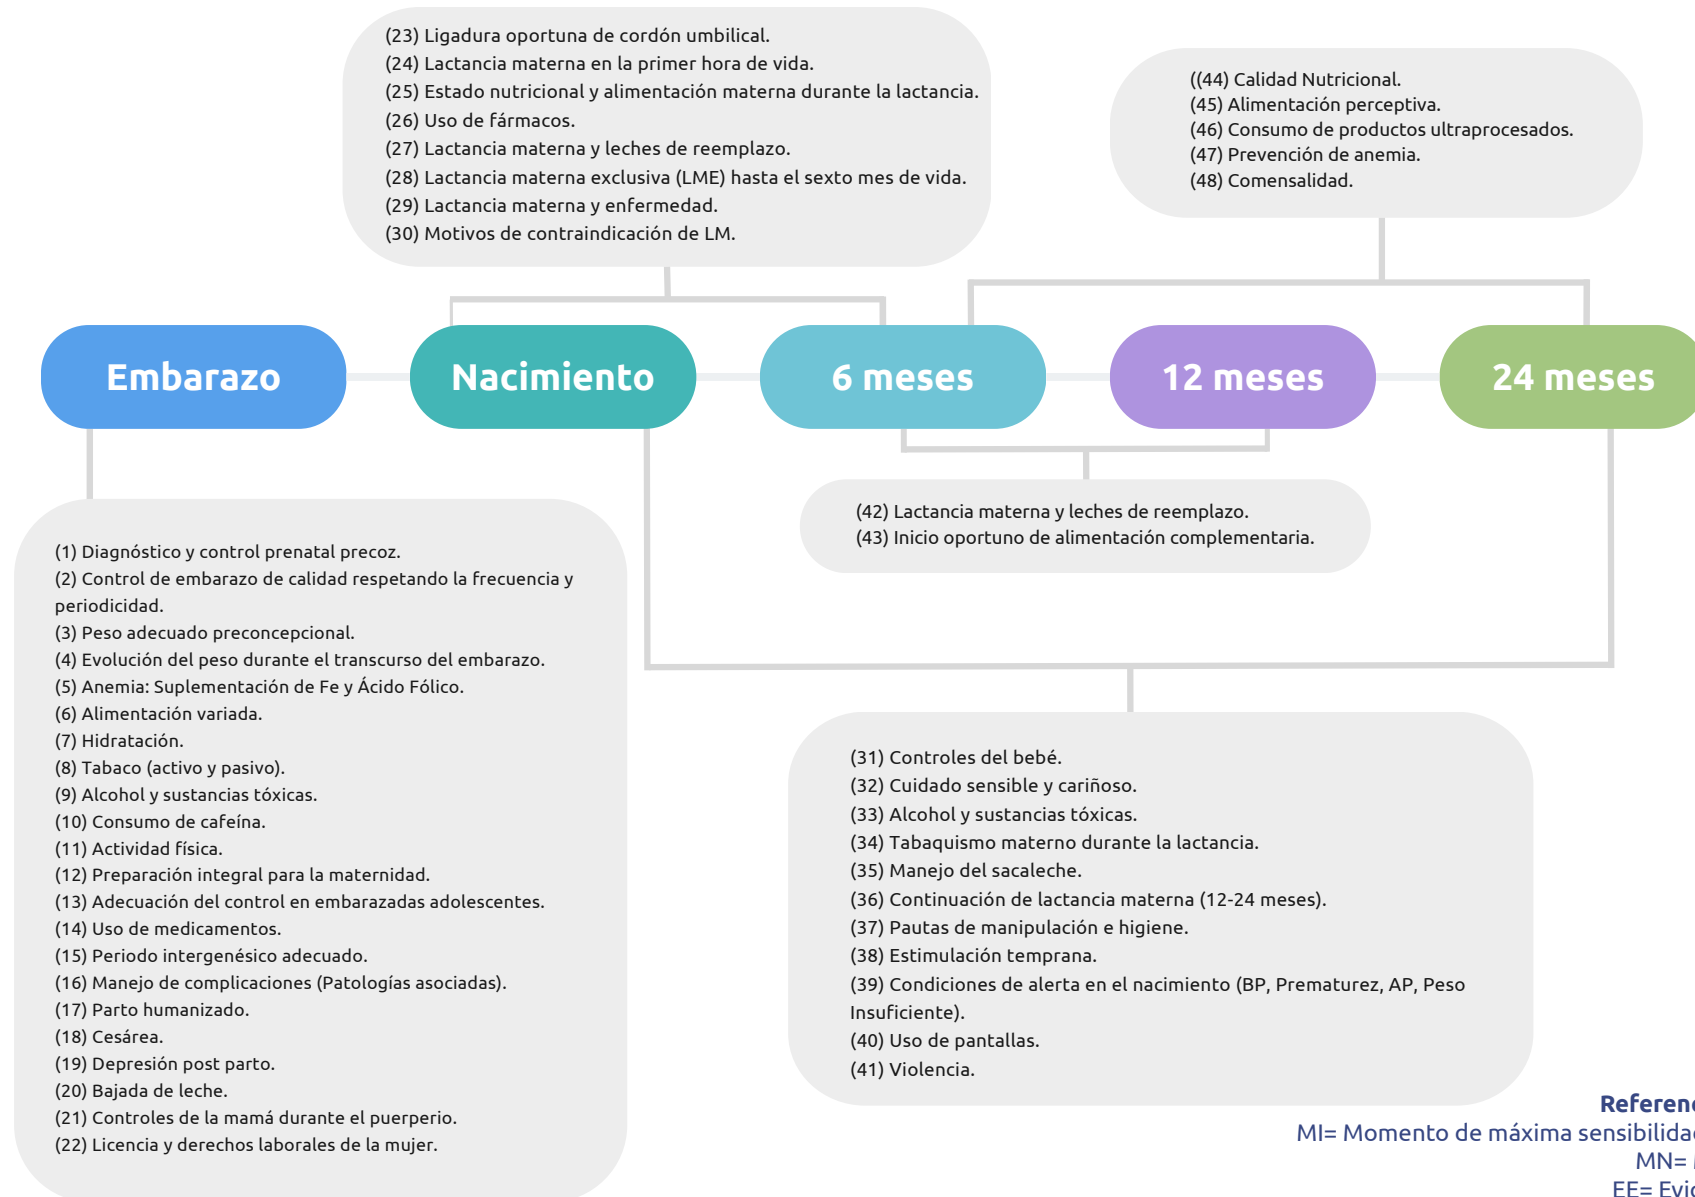 (23) Ligadura oportuna de cordón umbilical.
(24) Lactancia materna en la primer hora de vida.
(25) Estado nutricional y alimentación materna durante la lactancia.
(26) Uso de fármacos.
(27) Lactancia materna y leches de reemplazo.
(28) Lactancia materna exclusiva (LME) hasta el sexto mes de vida.
(29) Lactancia materna y enfermedad.
(30) Motivos de contraindicación de LM.
((44) Calidad Nutricional.
(45) Alimentación perceptiva.
(46) Consumo de productos ultraprocesados.
(47) Prevención de anemia.
(48) Comensalidad.
Embarazo
Nacimiento
6 meses
12 meses
24 meses
(42) Lactancia materna y leches de reemplazo.
(43) Inicio oportuno de alimentación complementaria.
(1) Diagnóstico y control prenatal precoz.
(2) Control de embarazo de calidad respetando la frecuencia y
periodicidad.
(3) Peso adecuado preconcepcional.
(4) Evolución del peso durante el transcurso del embarazo.
(5) Anemia: Suplementación de Fe y Ácido Fólico.
(6) Alimentación variada.
(7) Hidratación.
(8) Tabaco (activo y pasivo).
(9) Alcohol y sustancias tóxicas.
(10) Consumo de cafeína.
(11) Actividad física.
(12) Preparación integral para la maternidad.
(13) Adecuación del control en embarazadas adolescentes.
(14) Uso de medicamentos.
(15) Periodo intergenésico adecuado.
(16) Manejo de complicaciones (Patologías asociadas).
(17) Parto humanizado.
(18) Cesárea.
(19) Depresión post parto.
(20) Bajada de leche.
(21) Controles de la mamá durante el puerperio.
(22) Licencia y derechos laborales de la mujer.
(31) Controles del bebé.
(32) Cuidado sensible y cariñoso.
(33) Alcohol y sustancias tóxicas.
(34) Tabaquismo materno durante la lactancia.
(35) Manejo del sacaleche.
(36) Continuación de lactancia materna (12-24 meses).
(37) Pautas de manipulación e higiene.
(38) Estimulación temprana.
(39) Condiciones de alerta en el nacimiento (BP, Prematurez, AP, Peso
Insuficiente).
(40) Uso de pantallas.
(41) Violencia.
MI= Momento de máxima
MN=
EE=